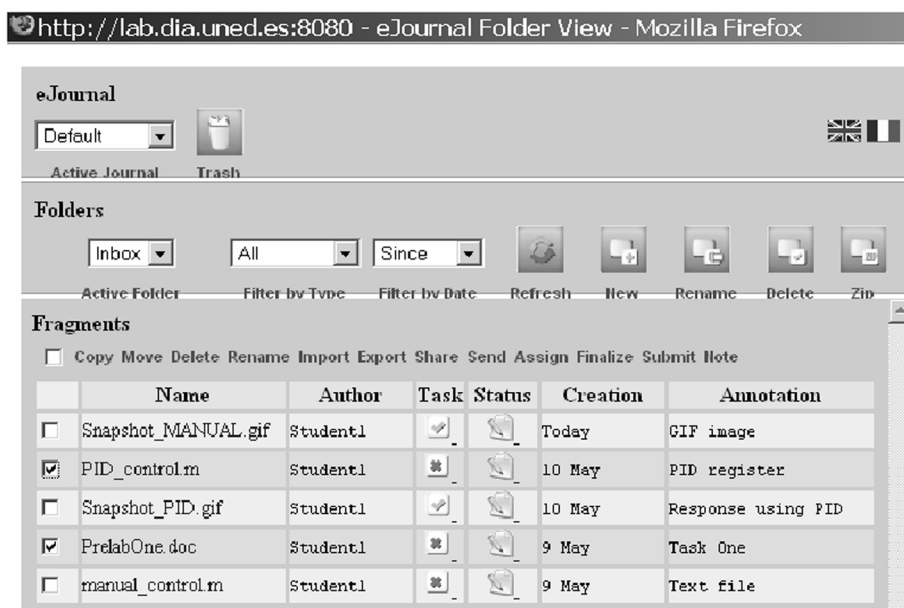 http://lab.dia.uned.es:8080 - eJournal Folder View - Mozilla Firefox
eJournal
Default
Active Journal Trash
Folders
Inbox All Since
Active Folder Filter by Type Filter by Date Refresh New Rename Delete Zip
Fragments
Copy Move Delete Rename Import Export Share Send Assign Finalize Submit Note
Name Author Task Status Creation Annotation
Snapshot_MANUAL.gif Student1 Today GIF image
PID_control.m Student1 10 May PID register
Snapshot_PID.gif Student1 10 May Response using PID
PrelabOne.doc Student1 9 May Task One
manual_control.m Student1 9 May Text file